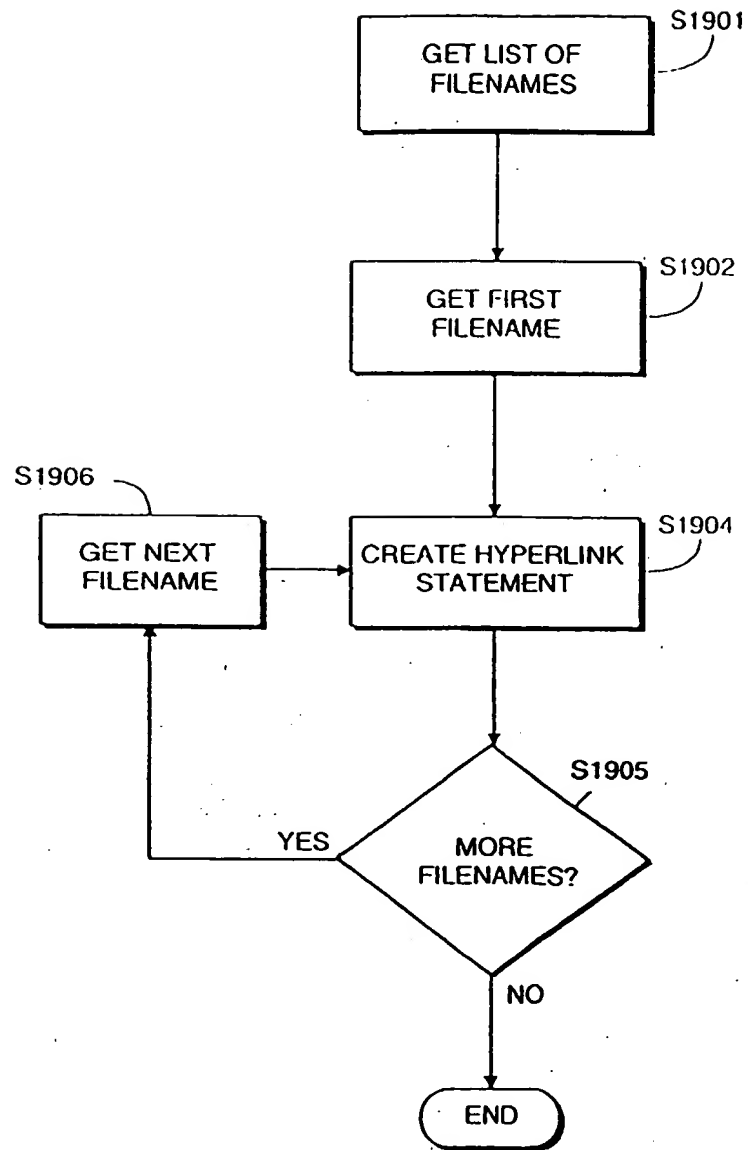 S1901
GET LIST OF
FILENAMES
S1902
GET FIRST
FILENAME
S1906
GET NEXT
FILENAME
S1904
CREATE HYPERLINK
STATEMENT
S1905
YES
MORE
FILENAMES?
NO
END